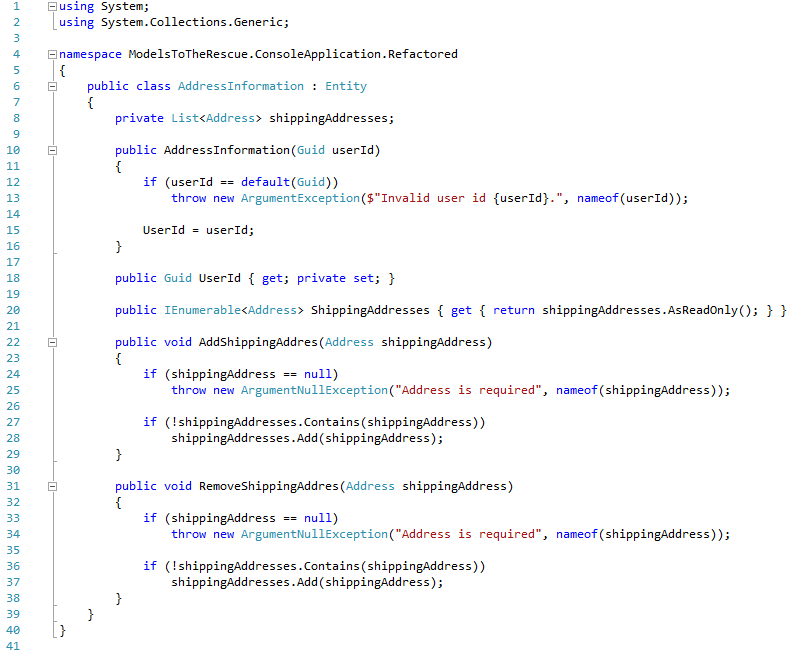 1 using System;
2 using System.Collections.Generic;
3
4 namespace ModelsToTheRescue.ConsoleApplication.Refactored
5 {
6     public class AddressInformation : Entity
7     {
8         private List<Address> shippingAddresses;
9
10         public AddressInformation(Guid userId)
11         {
12             if (userId == default(Guid))
13                 throw new ArgumentException($"Invalid user id {userId}.", nameof(userId));
14
15             UserId = userId;
16         }
17
18         public Guid UserId { get; private set; }
19
20         public IEnumerable<Address> ShippingAddresses { get { return shippingAddresses.AsReadOnly(); } }
21
22         public void AddShippingAddres(Address shippingAddress)
23         {
24             if (shippingAddress == null)
25                 throw new ArgumentNullException("Address is required", nameof(shippingAddress));
26
27             if (!shippingAddresses.Contains(shippingAddress))
28                 shippingAddresses.Add(shippingAddress);
29         }
30
31         public void RemoveShippingAddres(Address shippingAddress)
32         {
33             if (shippingAddress == null)
34                 throw new ArgumentNullException("Address is required", nameof(shippingAddress));
35
36             if (!shippingAddresses.Contains(shippingAddress))
37                 shippingAddresses.Add(shippingAddress);
38         }
39     }
40 }
41